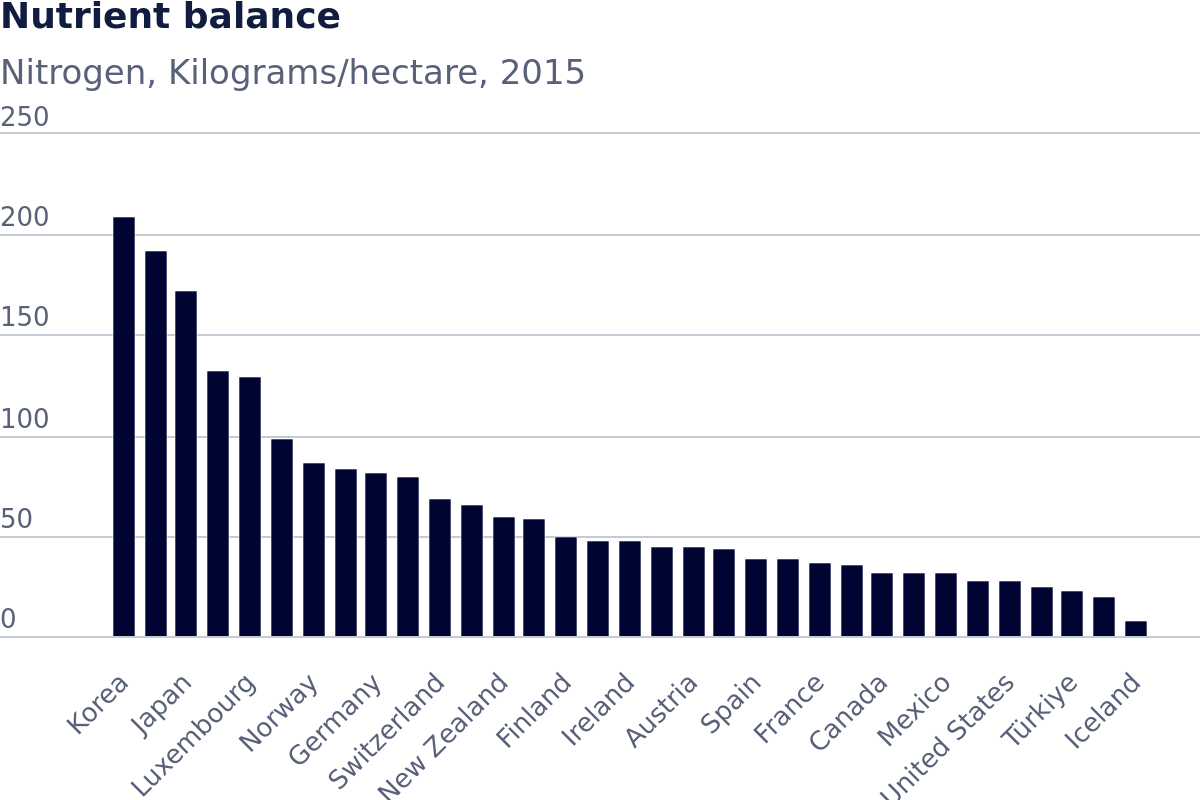 Nutrient balance
Nitrogen, Kilograms/hectare, 2015
250
200
150
100
50
0
Korea
Japan
Luxembourg
Norway
Germany
Switzerland
New Zealand
Finland
Ireland
Austria
Spain
France
Canada
Mexico
United States
Türkiye
Iceland